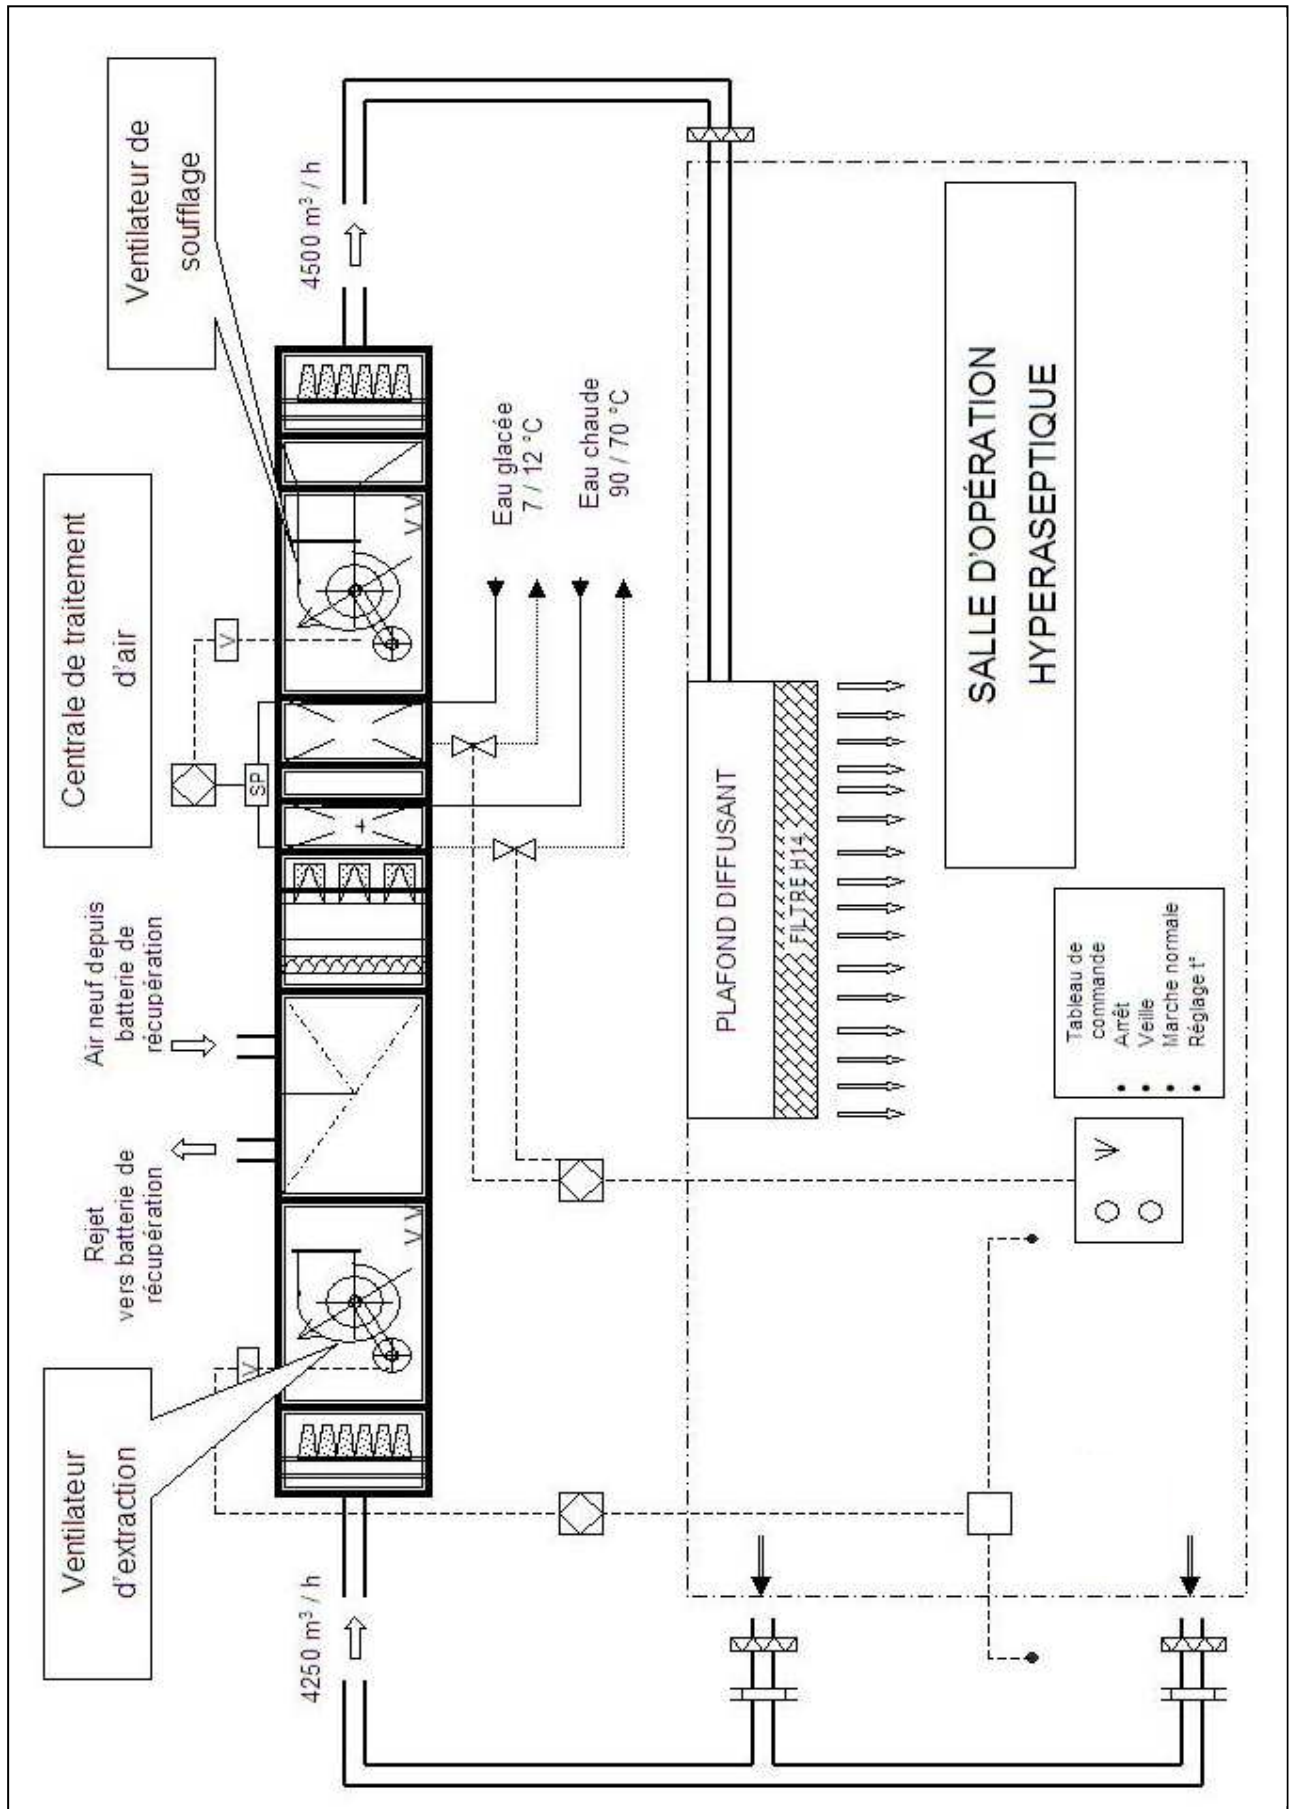 Ventilateur
d'extraction
Centrale de traitement
d'air
Ventilateur de
soufflage
Rejet
vers batterie de
récupération
Air neuf depuis
batterie de
récupération
V
V
SP
4250 m³ / h
4500 m³ / h
V V
V V
+
Eau glacée
7 / 12 °C
Eau chaude
90 / 70 °C
PLAFOND DIFFUSANT
FILTRE H14
SALLE D'OPÉRATION
HYPERASEPTIQUE
Tableau de
commande
• Arrêt
• Veille
• Marche normale
• Réglage t°